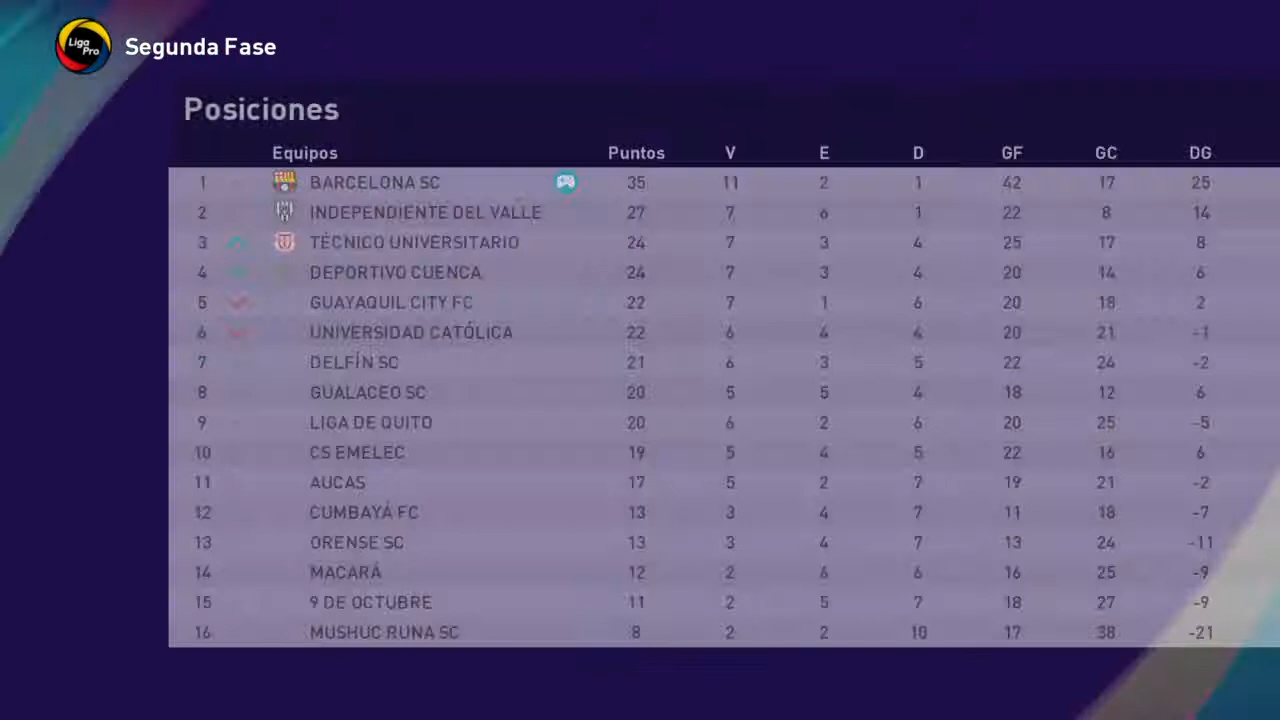 Liga Pro Segunda Fase
Posiciones
Equipos Puntos V E D GF GC DG
1 BARCELONA SC 35 11 2 1 42 17 25
2 INDEPENDIENTE DEL VALLE 27 7 6 1 22 8 14
3 TÉCNICO UNIVERSITARIO 24 7 3 4 25 17 8
4 DEPORTIVO CUENCA 24 7 3 4 20 14 6
5 GUAYAQUIL CITY FC 22 7 1 6 20 18 2
6 UNIVERSIDAD CATÓLICA 22 6 4 4 20 21 -1
7 DELFÍN SC 21 6 3 5 22 24 -2
8 GUALACEO SC 20 5 5 4 18 12 6
9 LIGA DE QUITO 20 6 2 6 20 25 -5
10 CS EMELEC 19 5 4 5 22 16 6
11 AUCAS 17 5 2 7 19 21 -2
12 CUMBAYÁ FC 13 3 4 7 11 18 -7
13 ORENSE SC 13 3 4 7 13 24 -11
14 MACARÁ 12 2 6 6 16 25 -9
15 9 DE OCTUBRE 11 2 5 7 18 27 -9
16 MUSHUC RUNA SC 8 2 2 10 17 38 -21